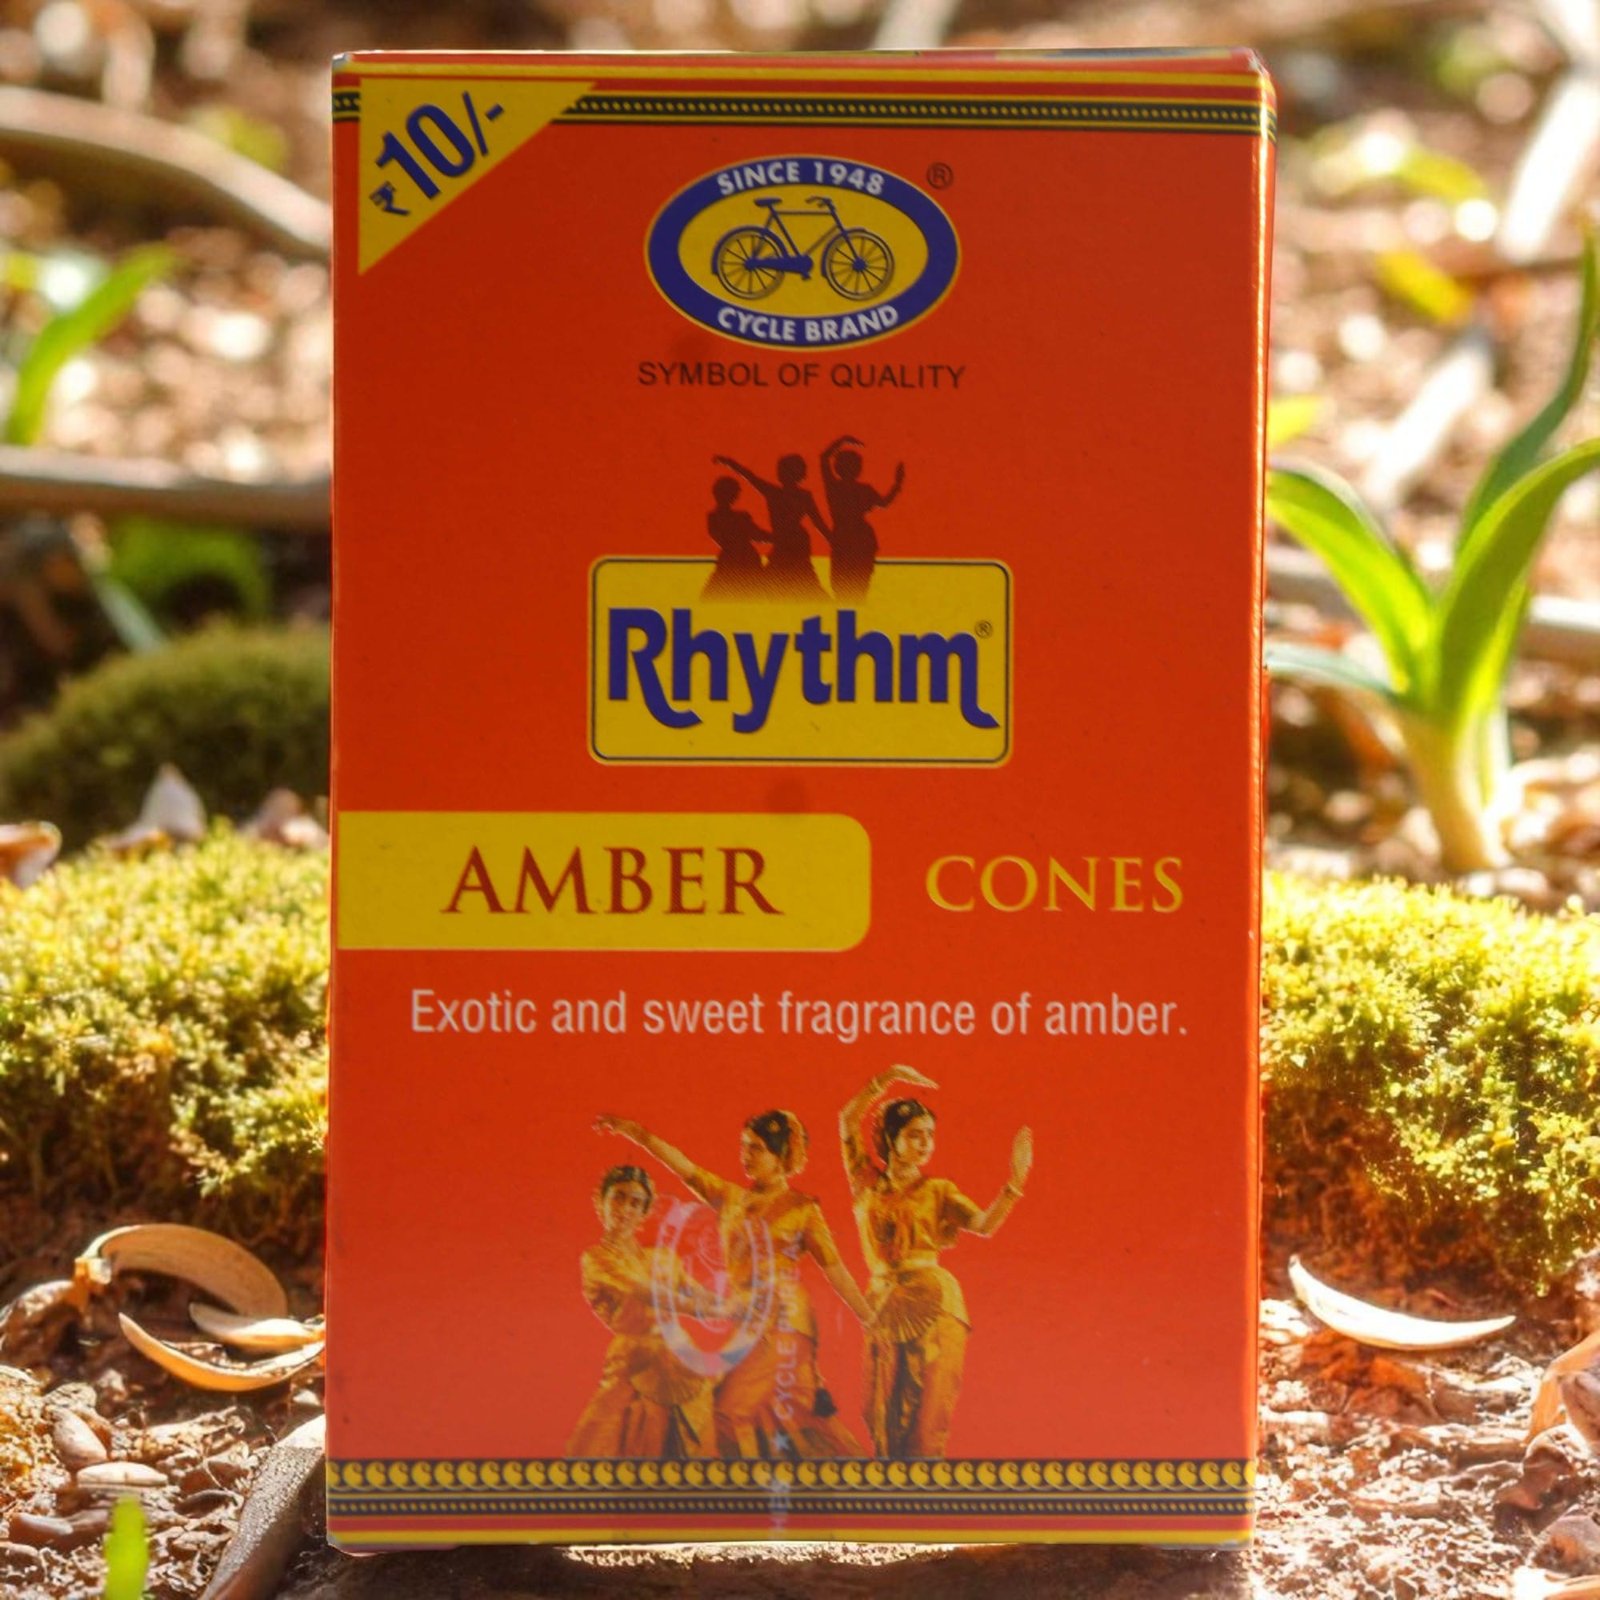 ₹10/-
SINCE 1948
®
CYCLE BRAND
SYMBOL OF QUALITY
Rhythm®
AMBER CONES
Exotic and sweet fragrance of amber.